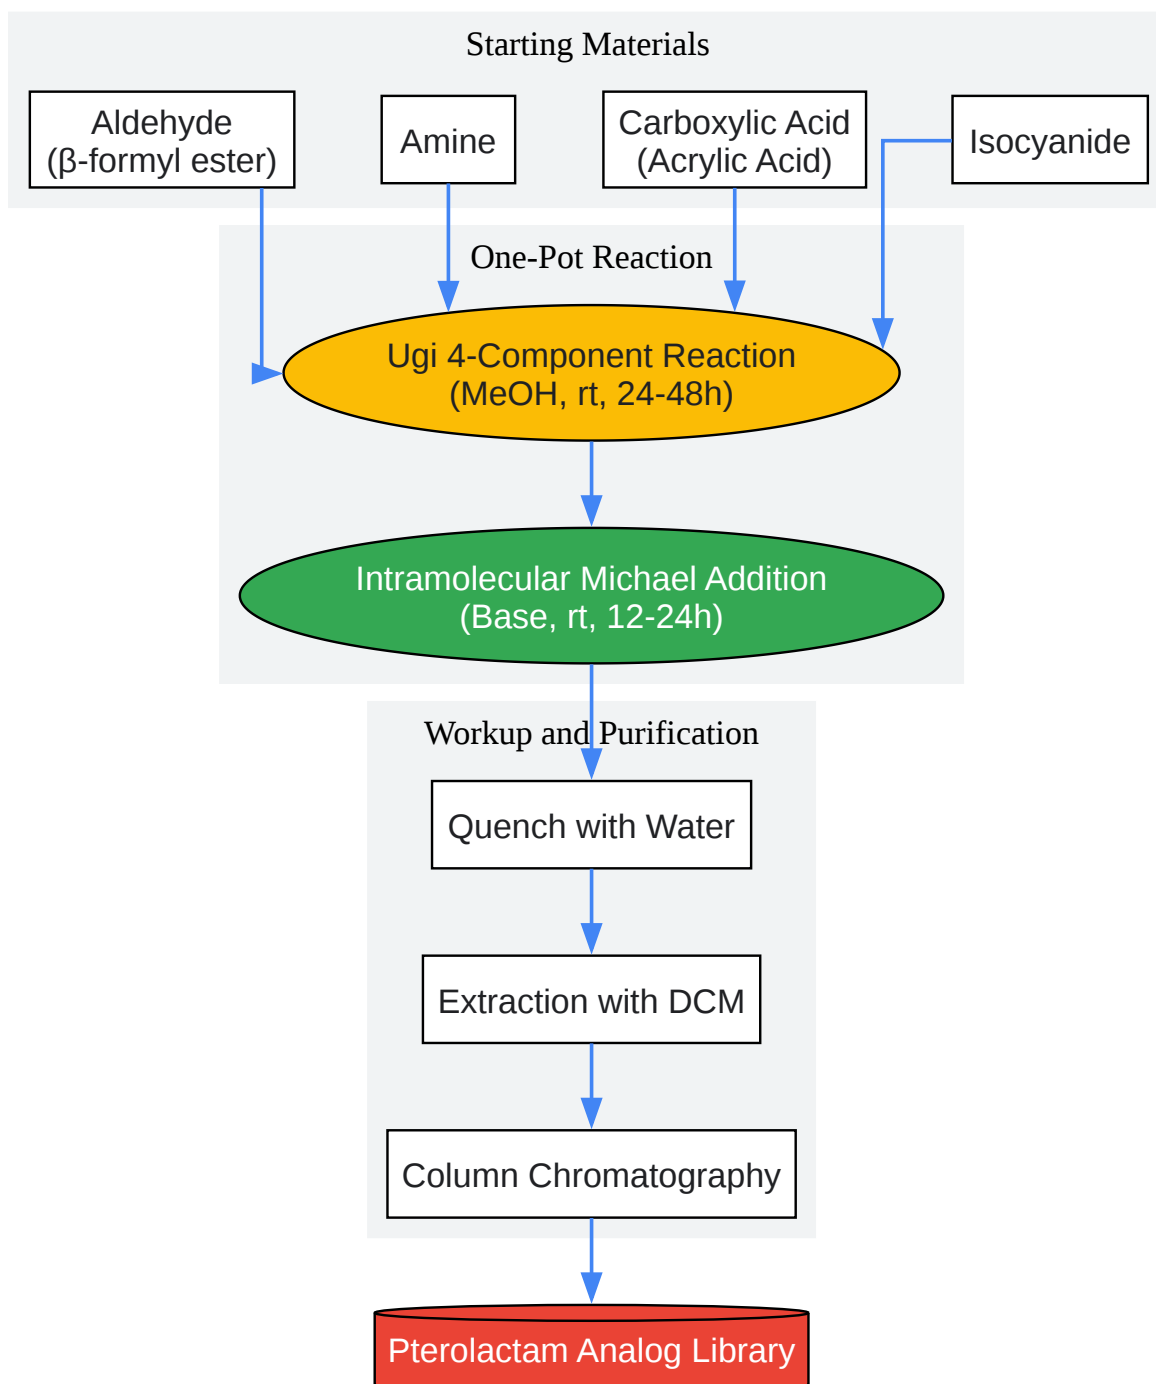 Starting Materials
Aldehyde
(β-formyl ester)
Amine
Carboxylic Acid
(Acrylic Acid)
Isocyanide
One-Pot Reaction
Ugi 4-Component Reaction
(MeOH, rt, 24-48h)
Intramolecular Michael Addition
(Base, rt, 12-24h)
Workup and Purification
Quench with Water
Extraction with DCM
Column Chromatography
Pterolactam Analog Library